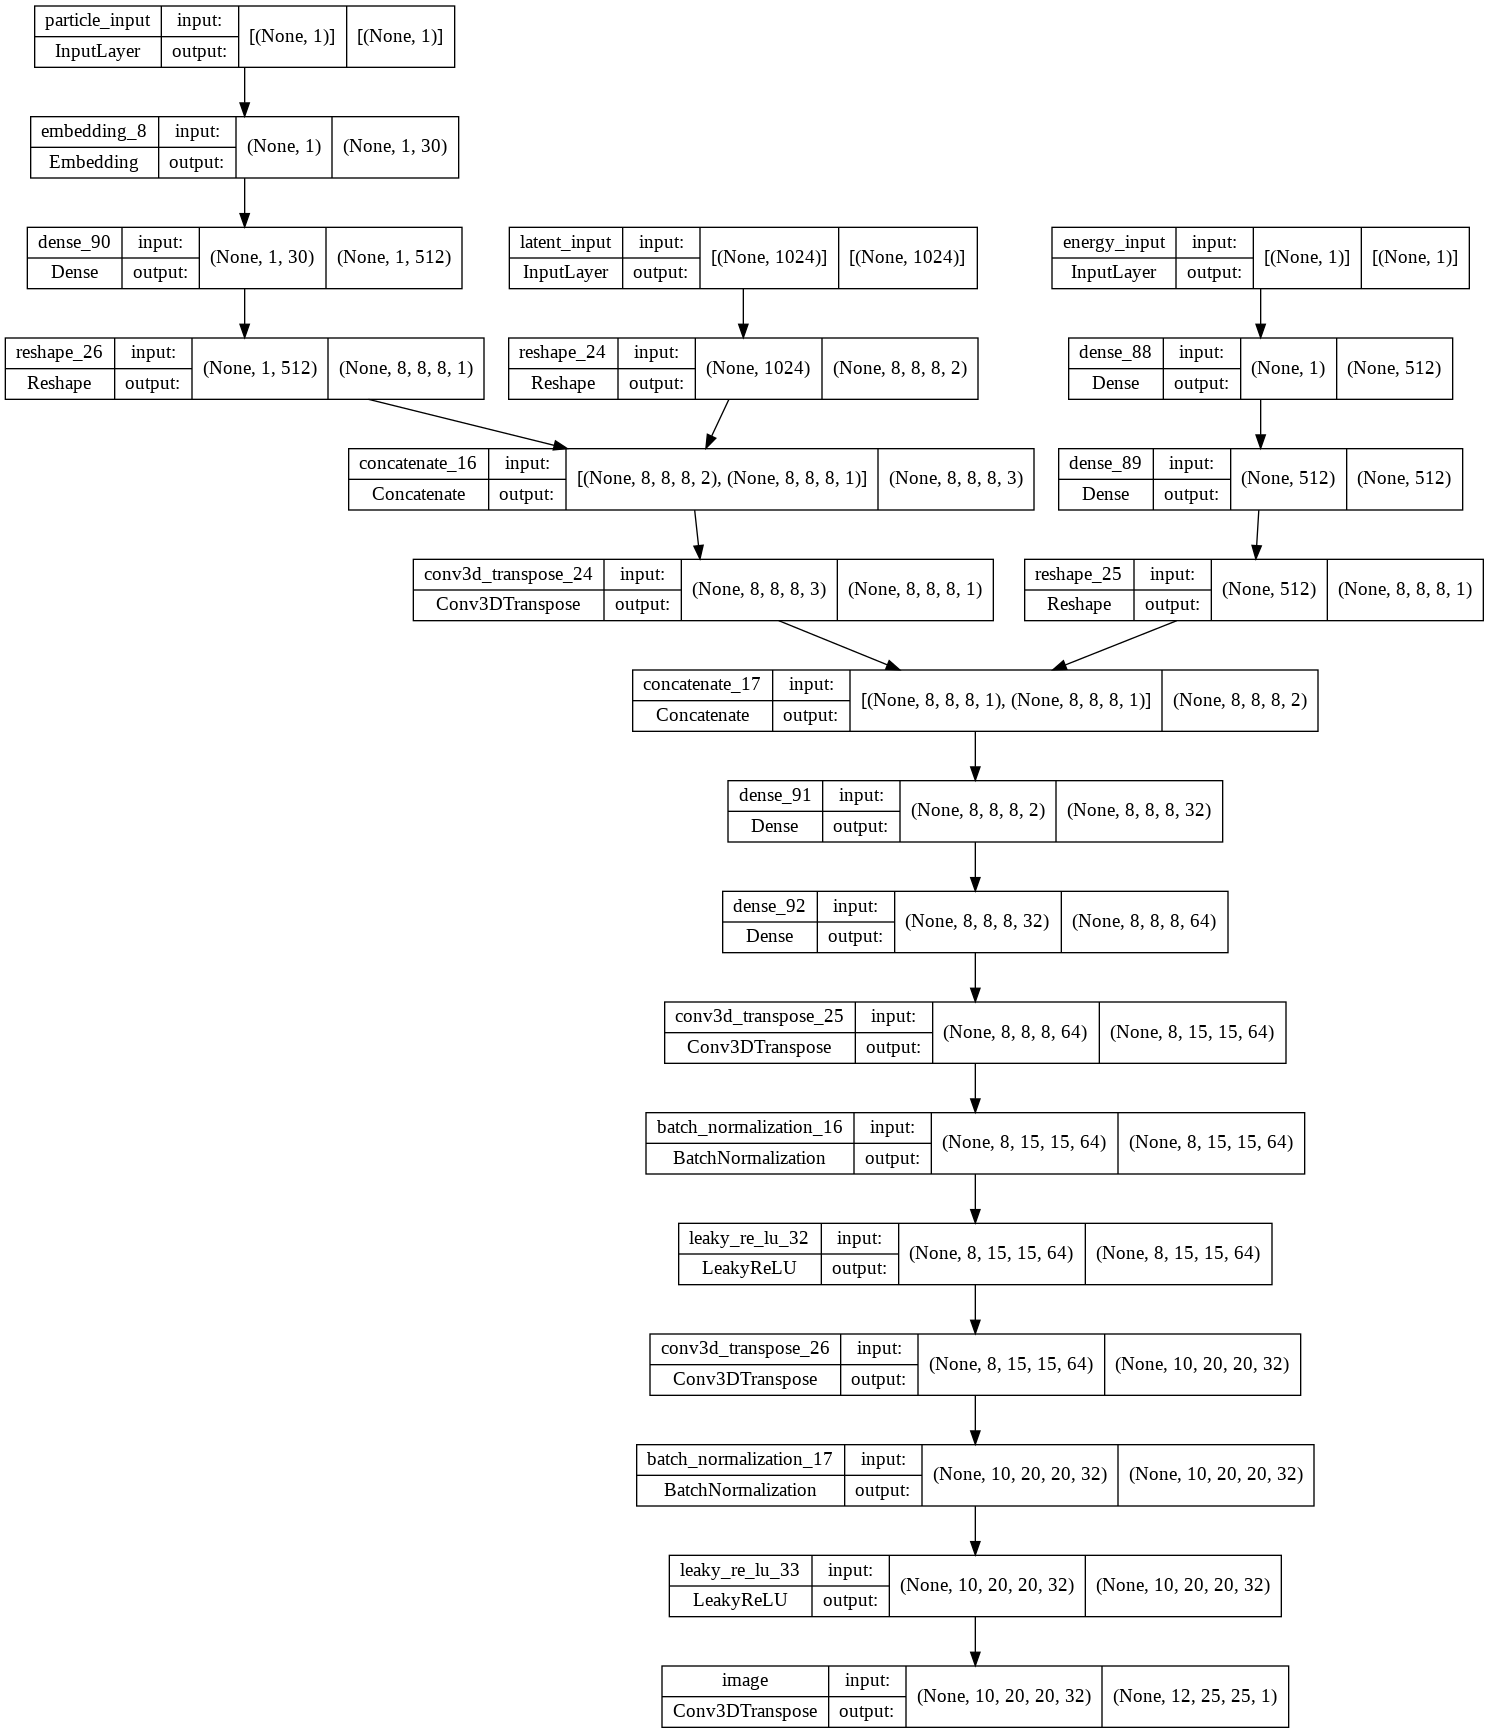 particle_input input: [(None, 1)] [(None, 1)]
InputLayer output:
embedding_8 input: (None, 1) (None, 1, 30)
Embedding output:
dense_90 input: (None, 1, 30) (None, 1, 512)
Dense output:
latent_input input: [(None, 1024)] [(None, 1024)]
InputLayer output:
energy_input input: [(None, 1)] [(None, 1)]
InputLayer output:
reshape_26 input: (None, 1, 512) (None, 8, 8, 8, 1)
Reshape output:
reshape_24 input: (None, 1024) (None, 8, 8, 8, 2)
Reshape output:
dense_88 input: (None, 1) (None, 512)
Dense output:
concatenate_16 input: [(None, 8, 8, 8, 2), (None, 8, 8, 8, 1)] (None, 8, 8, 8, 3)
Concatenate output:
dense_89 input: (None, 512) (None, 512)
Dense output:
conv3d_transpose_24 input: (None, 8, 8, 8, 3) (None, 8, 8, 8, 1)
Conv3DTranspose output:
reshape_25 input: (None, 512) (None, 8, 8, 8, 1)
Reshape output:
concatenate_17 input: [(None, 8, 8, 8, 1), (None, 8, 8, 8, 1)] (None, 8, 8, 8, 2)
Concatenate output:
dense_91 input: (None, 8, 8, 8, 2) (None, 8, 8, 8, 32)
Dense output:
dense_92 input: (None, 8, 8, 8, 32) (None, 8, 8, 8, 64)
Dense output:
conv3d_transpose_25 input: (None, 8, 8, 8, 64) (None, 8, 15, 15, 64)
Conv3DTranspose output:
batch_normalization_16 input: (None, 8, 15, 15, 64) (None, 8, 15, 15, 64)
BatchNormalization output:
leaky_re_lu_32 input: (None, 8, 15, 15, 64) (None, 8, 15, 15, 64)
LeakyReLU output:
conv3d_transpose_26 input: (None, 8, 15, 15, 64) (None, 10, 20, 20, 32)
Conv3DTranspose output:
batch_normalization_17 input: (None, 10, 20, 20, 32) (None, 10, 20, 20, 32)
BatchNormalization output:
leaky_re_lu_33 input: (None, 10, 20, 20, 32) (None, 10, 20, 20, 32)
LeakyReLU output:
image input: (None, 10, 20, 20, 32) (None, 12, 25, 25, 1)
Conv3DTranspose output: